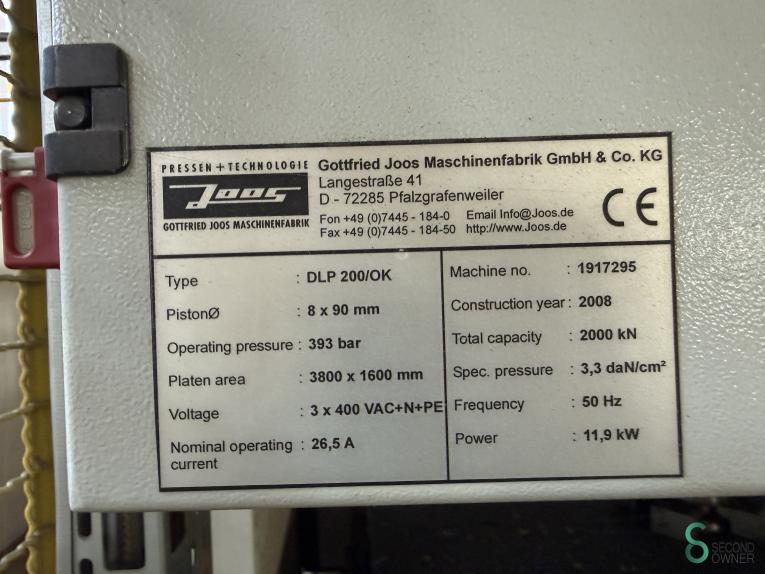 PRESSEN + TECHNOLOGIE
Joos
GOTTFRIED JOOS MASCHINENFABRIK
Gottfried Joos Maschinenfabrik GmbH & Co. KG
Langestraße 41
D - 72285 Pfalzgrafenweiler
Fon +49 (0)7445 - 184-0 Email Info@Joos.de
Fax +49 (0)7445 - 184-50 http://www.Joos.de
CE
Type : DLP 200/OK
PistonØ : 8 x 90 mm
Operating pressure : 393 bar
Platen area : 3800 x 1600 mm
Voltage : 3 x 400 VAC+N+PE
Nominal operating : 26,5 A
current
Machine no. : 1917295
Construction year : 2008
Total capacity : 2000 kN
Spec. pressure : 3,3 daN/cm²
Frequency : 50 Hz
Power : 11,9 kW
SECOND
OWNER